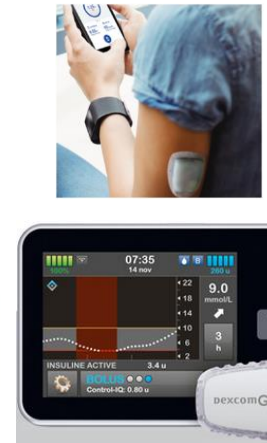 07:35
14 nov
100%
260 u
B
22
18
14
10
6
2
9.0
mmol/L
3
h
INSULINE ACTIVE 3.4 u
BOLUS
Control-IQ: 0.80 u
dexcom G